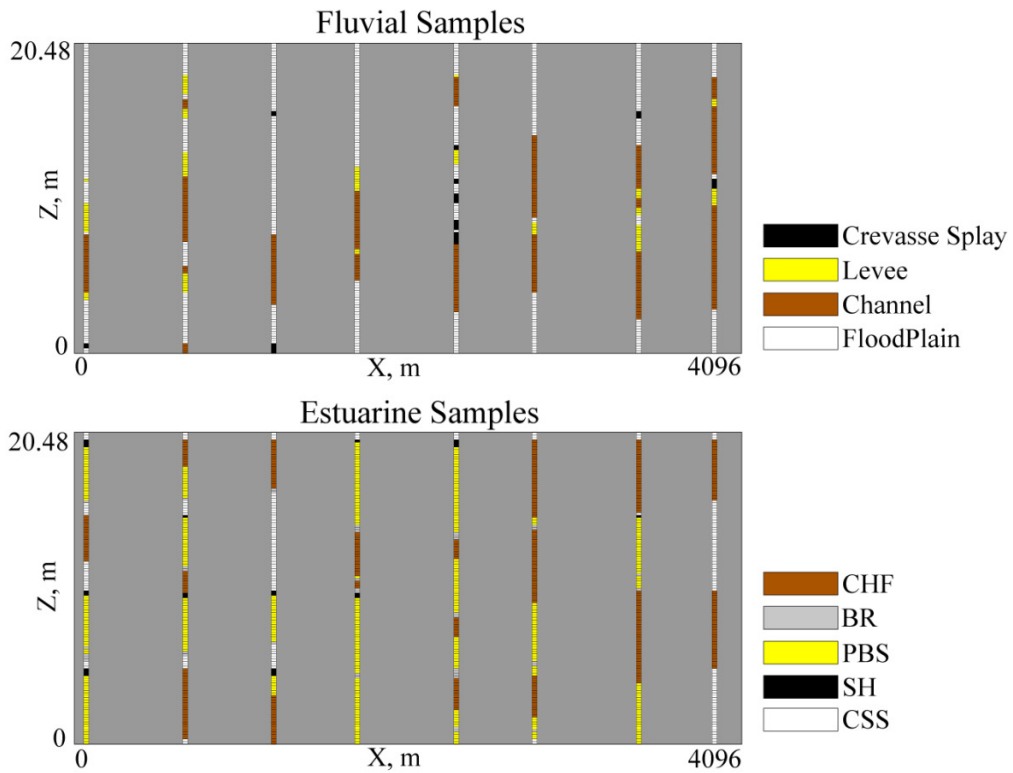 Fluvial Samples
20.48
Z, m
0
0
X, m
4096
Crevasse Splay
Levee
Channel
FloodPlain
Estuarine Samples
20.48
Z, m
0
0
X, m
4096
CHF
BR
PBS
SH
CSS